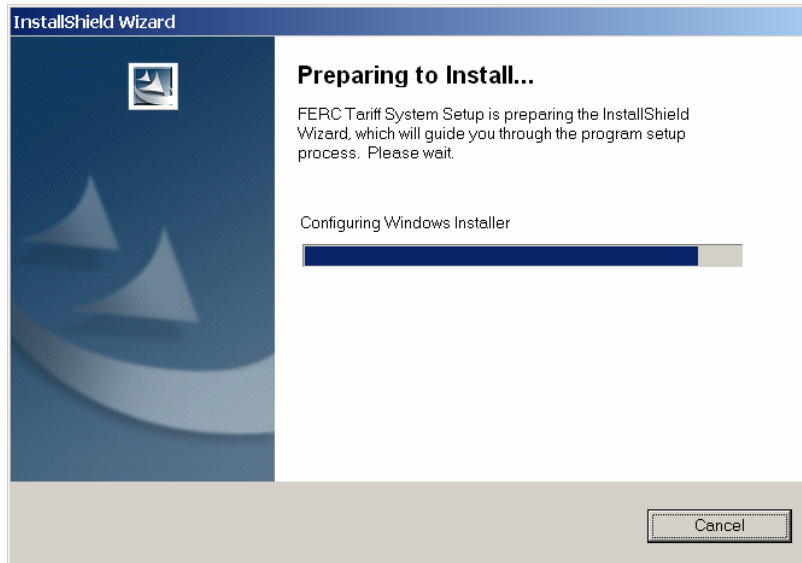 InstallShield Wizard
Preparing to Install...
FERC Tariff System Setup is preparing the InstallShield
Wizard, which will guide you through the program setup
process. Please wait.
Configuring Windows Installer
Cancel